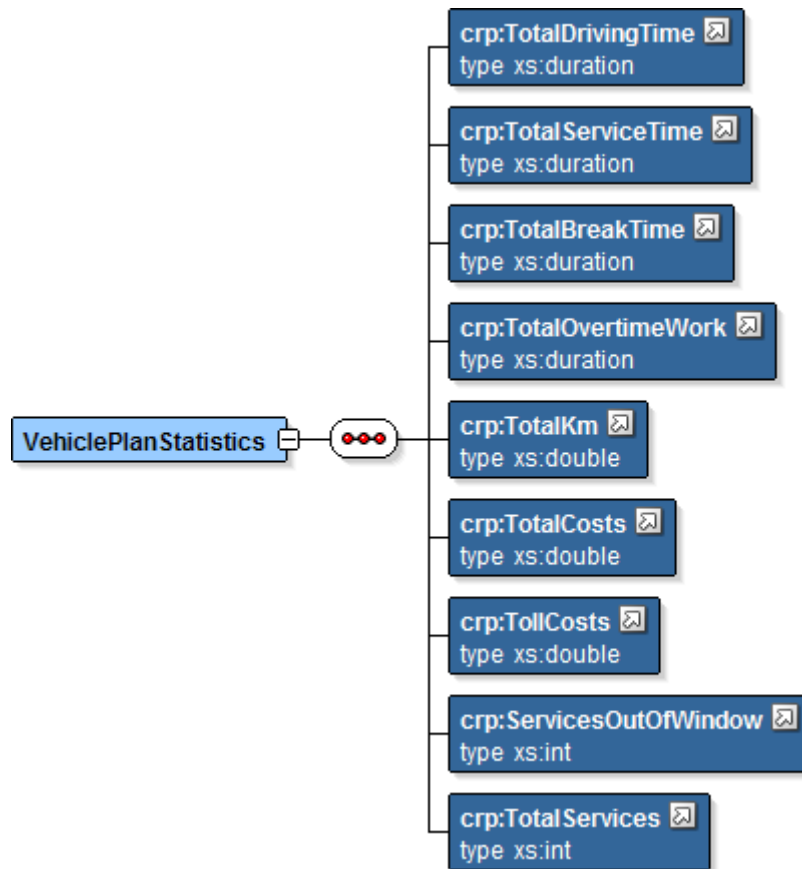 crp:TotalDrivingTime
type xs:duration
crp:TotalServiceTime
type xs:duration
crp:TotalBreakTime
type xs:duration
crp:TotalOvertimeWork
type xs:duration
VehiclePlanStatistics
crp:TotalKm
type xs:double
crp:TotalCosts
type xs:double
crp:TollCosts
type xs:double
crp:ServicesOutOfWindow
type xs:int
crp:TotalServices
type xs:int